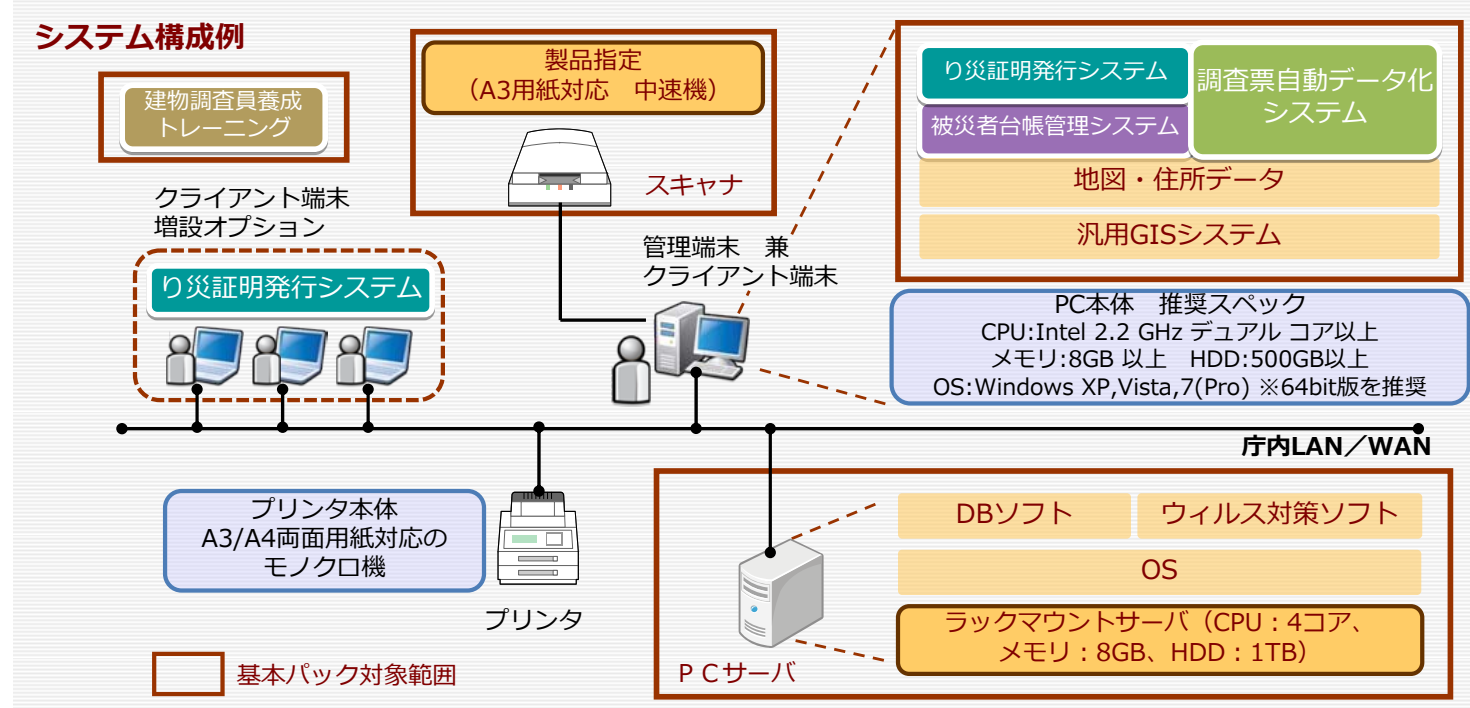 システム構成例
建物調査員養成
トレーニング
製品指定
（A3用紙対応　中速機）
スキャナ
り災証明発行システム
被災者台帳管理システム
調査票自動データ化
システム
地図・住所データ
汎用GISシステム
クライアント端末
増設オプション
り災証明発行システム
管理端末　兼
クライアント端末
PC本体　推奨スペック
CPU:Intel 2.2 GHz デュアル コア以上
メモリ:8GB 以上　HDD:500GB以上
OS:Windows XP,Vista,7(Pro) ※64bit版を推奨
庁内LAN／WAN
プリンタ本体
A3/A4両面用紙対応の
モノクロ機
プリンタ
DBソフト
ウィルス対策ソフト
OS
ラックマウントサーバ（CPU：4コア、
メモリ：8GB、HDD：1TB）
ＰＣサーバ
基本パック対象範囲